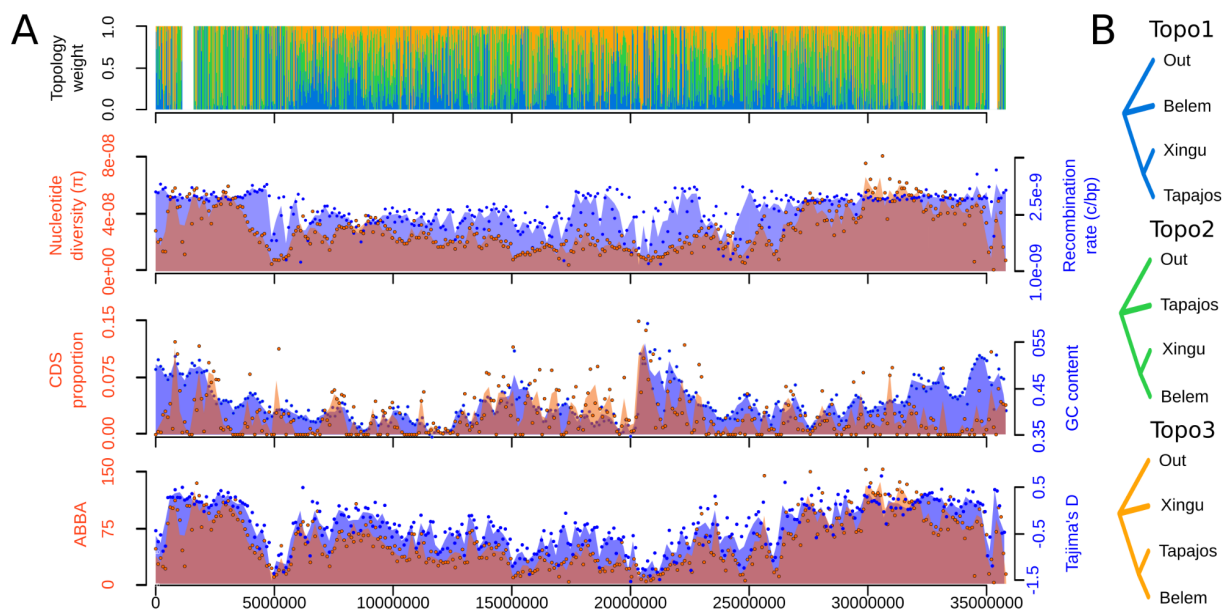 A
Topology
weight
0.0
0.5
1.0
Nucleotide
diversity (π)
0e+00
4e-08
8e-08
1.0e-09
2.5e-9
Recombination
rate (c/bp)
CDS
proportion
0.00
0.075
0.15
0.35
0.45
055
GC content
ABBA
0
75
150
-1.5
-0.5
0.5
Tajima's D
0
5000000
10000000
15000000
20000000
25000000
30000000
35000000
B
Topo1
Out
Belem
Xingu
Tapajos
Topo2
Out
Tapajos
Xingu
Belem
Topo3
Out
Xingu
Tapajos
Belem